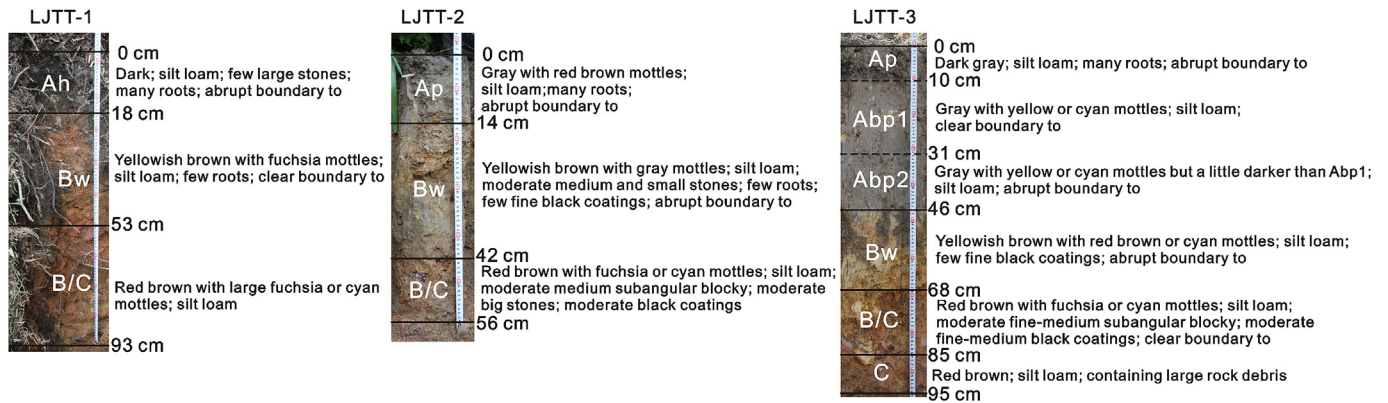 LJTT-1
0 cm
Ah
Dark; silt loam; few large stones;
many roots; abrupt boundary to
18 cm
Bw
Yellowish brown with fuchsia mottles;
silt loam; few roots; clear boundary to
53 cm
B/C
Red brown with large fuchsia or cyan
mottles; silt loam
93 cm
LJTT-2
0 cm
Ap
Gray with red brown mottles;
silt loam;many roots;
abrupt boundary to
14 cm
Bw
Yellowish brown with gray mottles; silt loam;
moderate medium and small stones; few roots;
few fine black coatings; abrupt boundary to
42 cm
B/C
Red brown with fuchsia or cyan mottles; silt loam;
moderate medium subangular blocky; moderate
big stones; moderate black coatings
56 cm
LJTT-3
0 cm
Ap
Dark gray; silt loam; many roots; abrupt boundary to
10 cm
Abp1
Gray with yellow or cyan mottles; silt loam;
clear boundary to
31 cm
Abp2
Gray with yellow or cyan mottles but a little darker than Abp1;
silt loam; abrupt boundary to
46 cm
Bw
Yellowish brown with red brown or cyan mottles; silt loam;
few fine black coatings; abrupt boundary to
68 cm
B/C
Red brown with fuchsia or cyan mottles; silt loam;
moderate fine-medium subangular blocky; moderate
fine-medium black coatings; clear boundary to
85 cm
C
Red brown; silt loam; containing large rock debris
95 cm